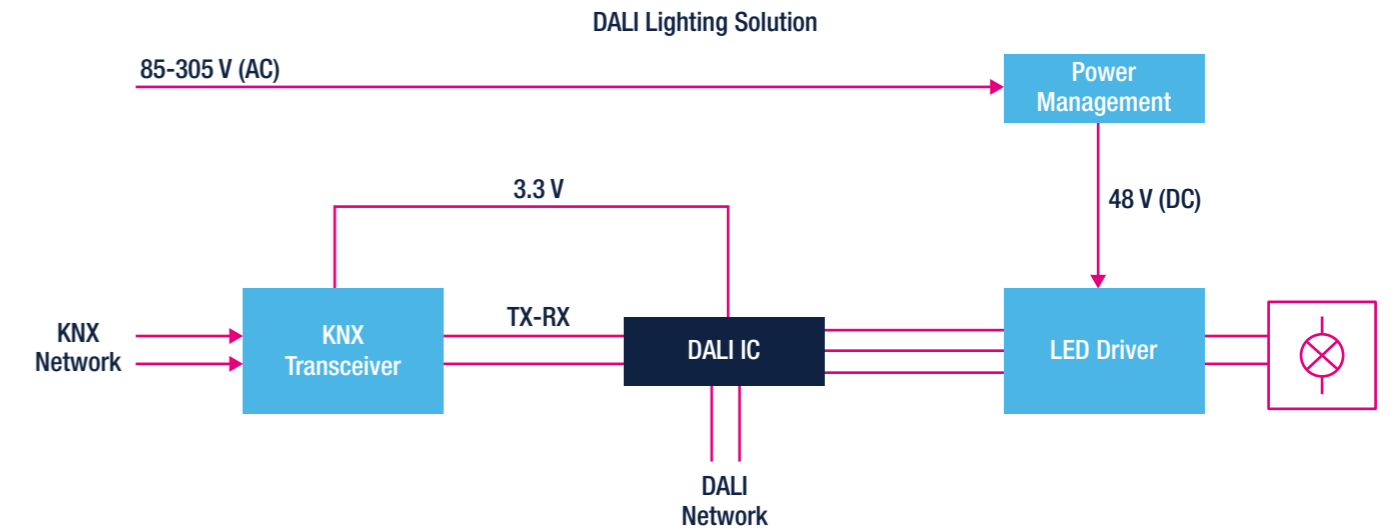 DALI Lighting Solution
85-305 V (AC)
Power
Management
3.3 V
48 V (DC)
KNX
Network
KNX
Transceiver
TX-RX
DALI IC
LED Driver
DALI
Network